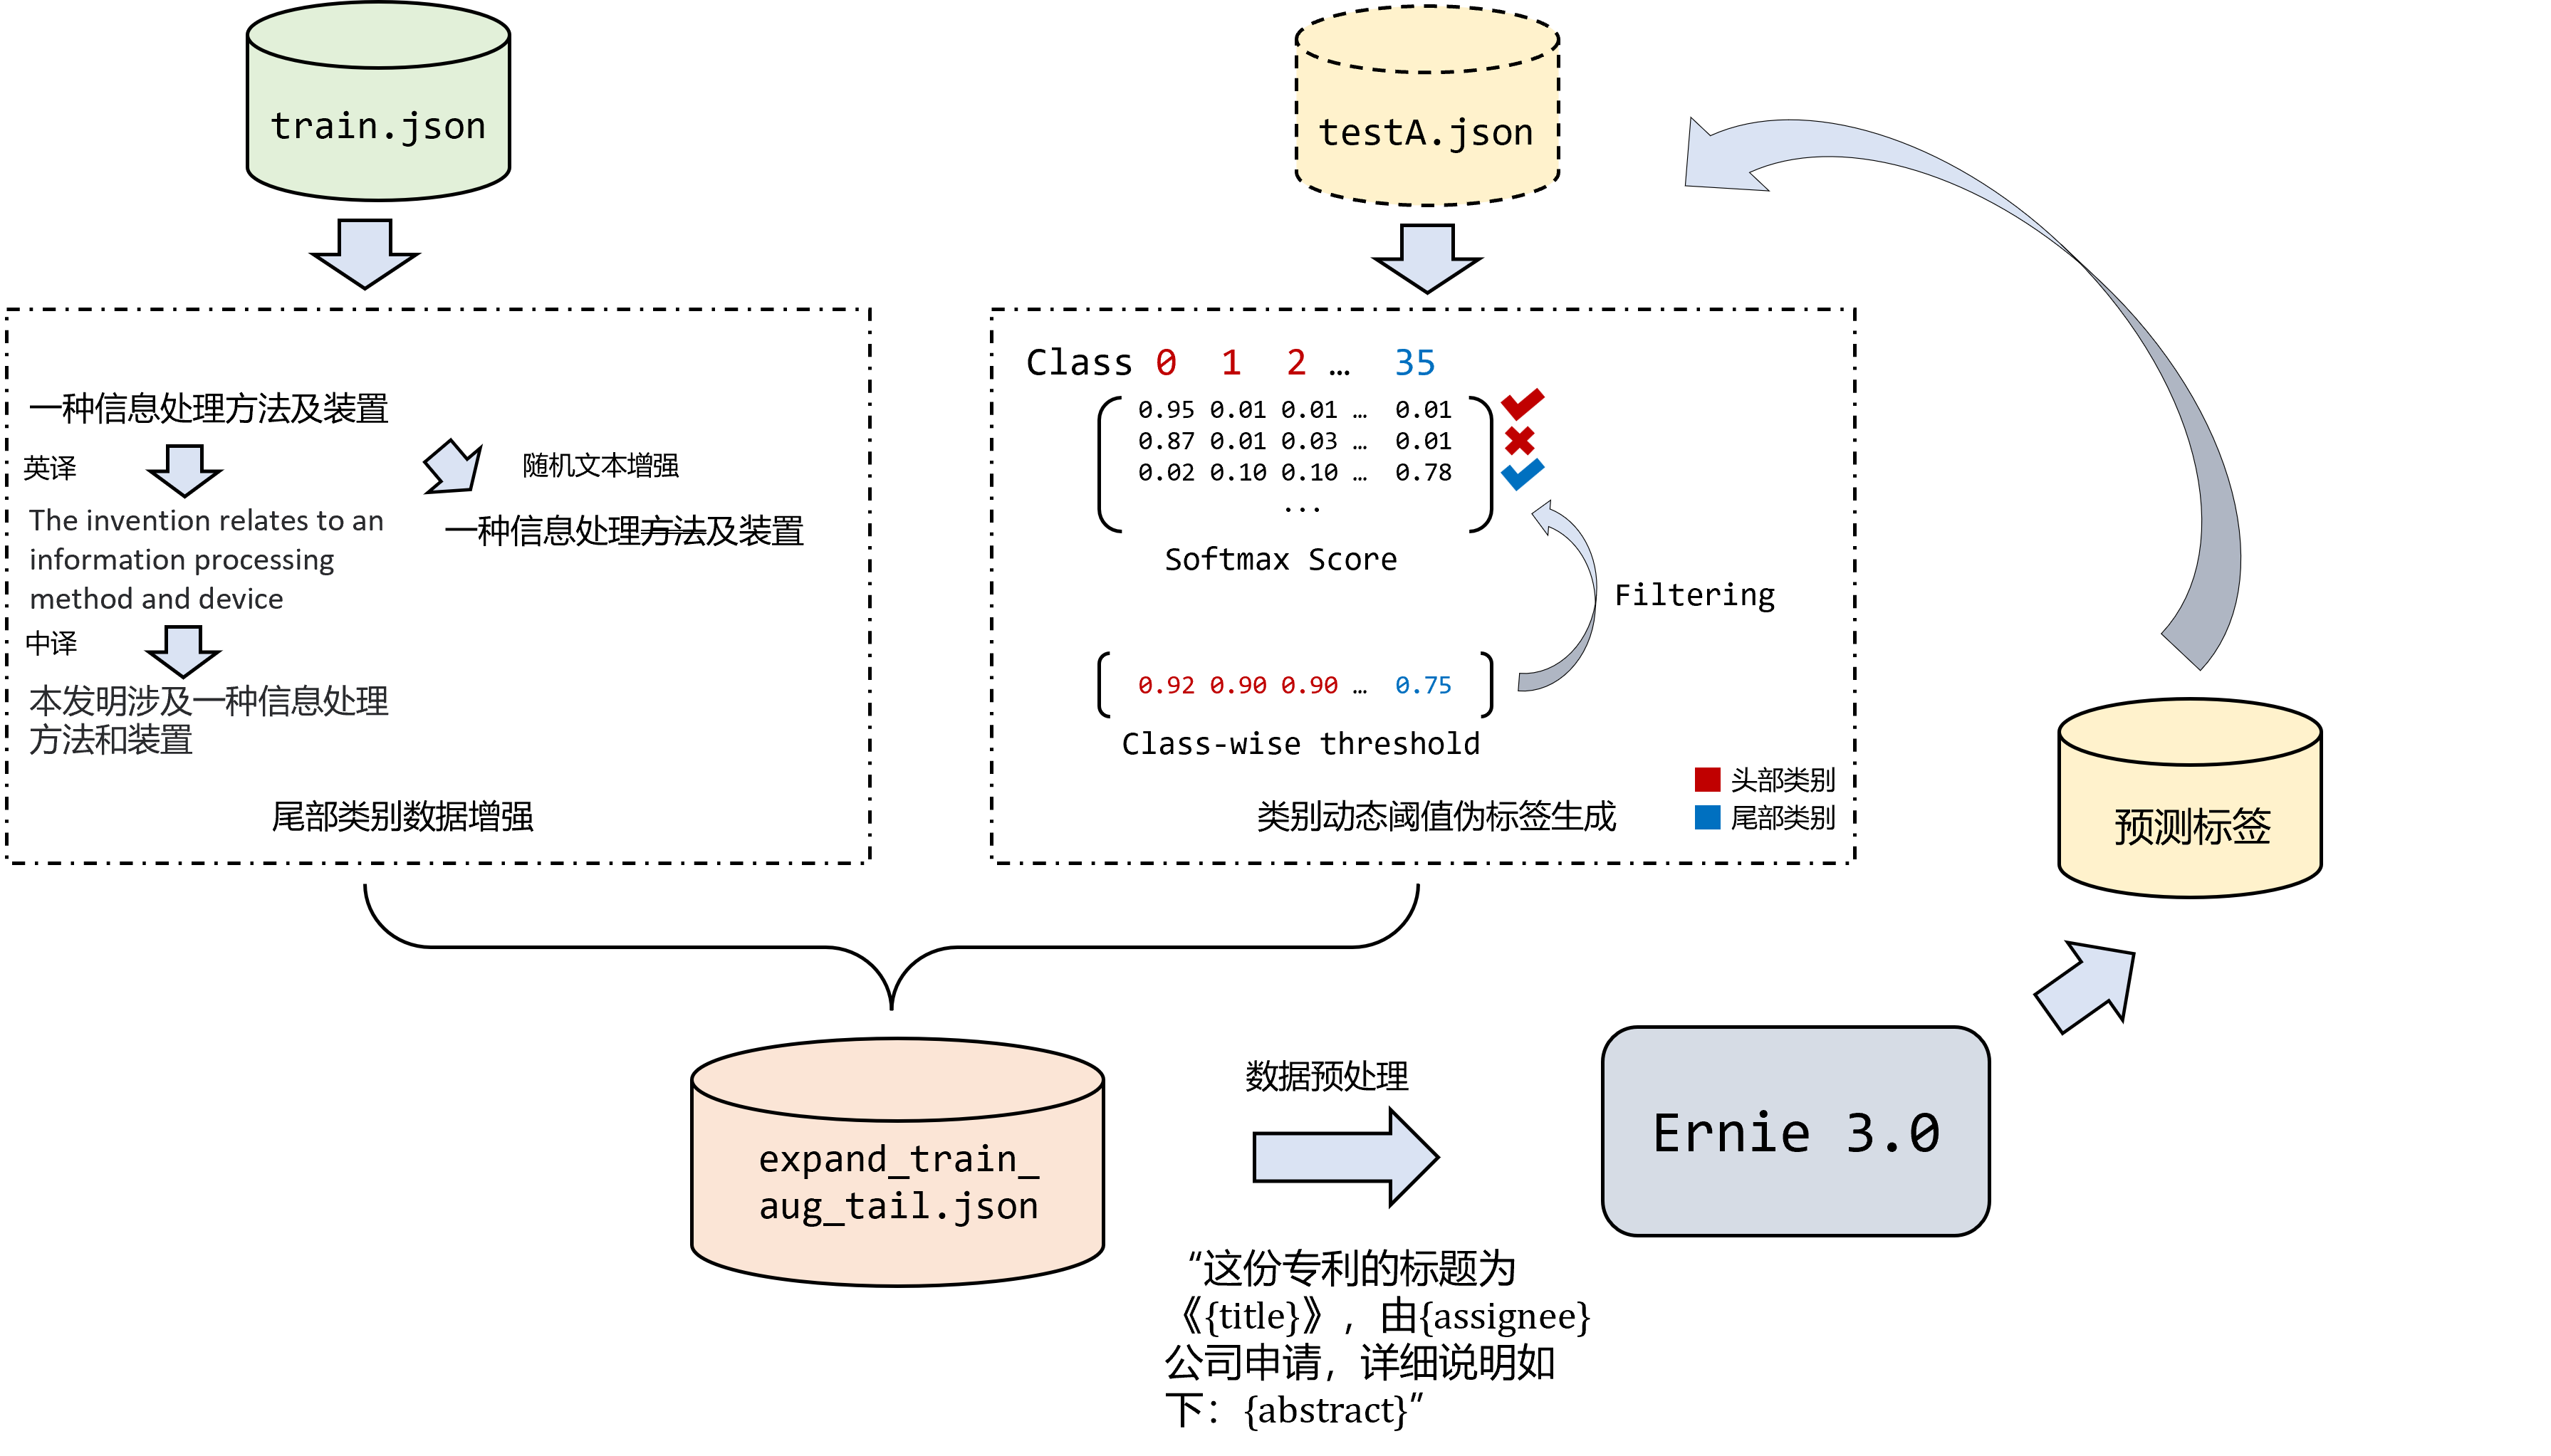 train.json
testA.json
一种信息处理方法及装置
英译
随机文本增强
The invention relates to an
information processing
method and device
一种信息处理方法及装置
中译
本发明涉及一种信息处理
方法和装置
尾部类别数据增强
Class 0 1 2 … 35
0.95 0.01 0.01 … 0.01
0.87 0.01 0.03 … 0.01
0.02 0.10 0.10 … 0.78
...
Softmax Score
Filtering
0.92 0.90 0.90 … 0.75
Class-wise threshold
头部类别
尾部类别
类别动态阈值伪标签生成
预测标签
expand_train_
aug_tail.json
数据预处理
Ernie 3.0
“这份专利的标题为
《{title}》，由{assignee}
公司申请，详细说明如
下：{abstract}”